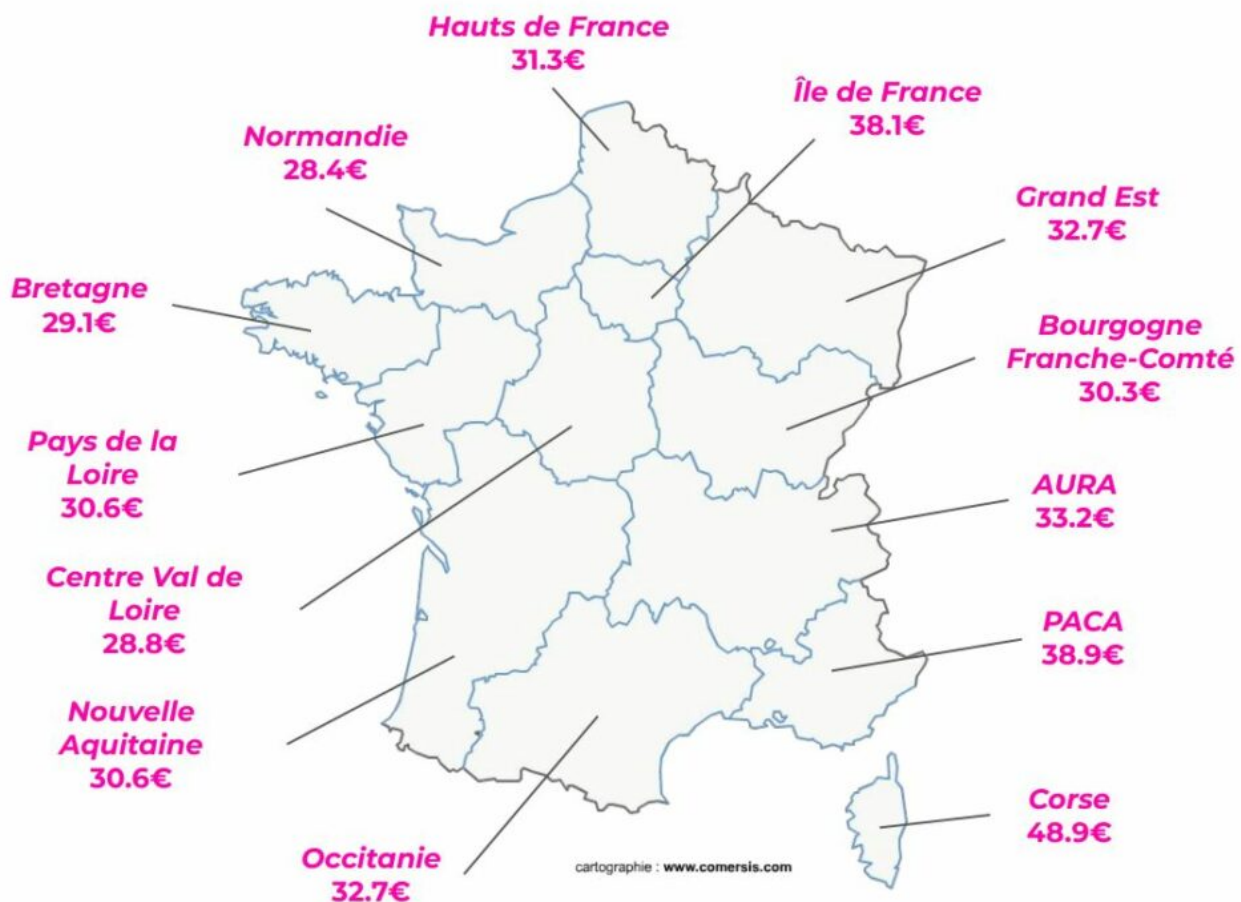 Hauts de France
31.3€
Île de France
38.1€
Normandie
28.4€
Grand Est
32.7€
Bretagne
29.1€
Bourgogne
Franche-Comté
30.3€
Pays de la
Loire
30.6€
AURA
33.2€
Centre Val de
Loire
28.8€
PACA
38.9€
Nouvelle
Aquitaine
30.6€
Corse
48.9€
Occitanie
32.7€
cartographie : www.comersis.com